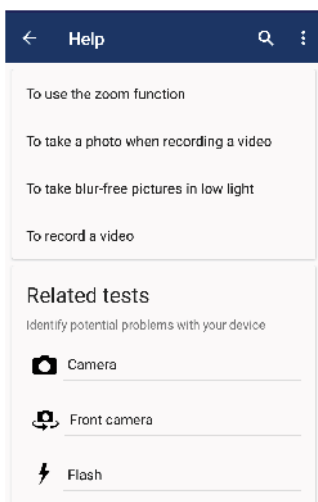 Help
To use the zoom function
To take a photo when recording a video
To take blur-free pictures in low light
To record a video
Related tests
Identify potential problems with your device
Camera
Front camera
Flash